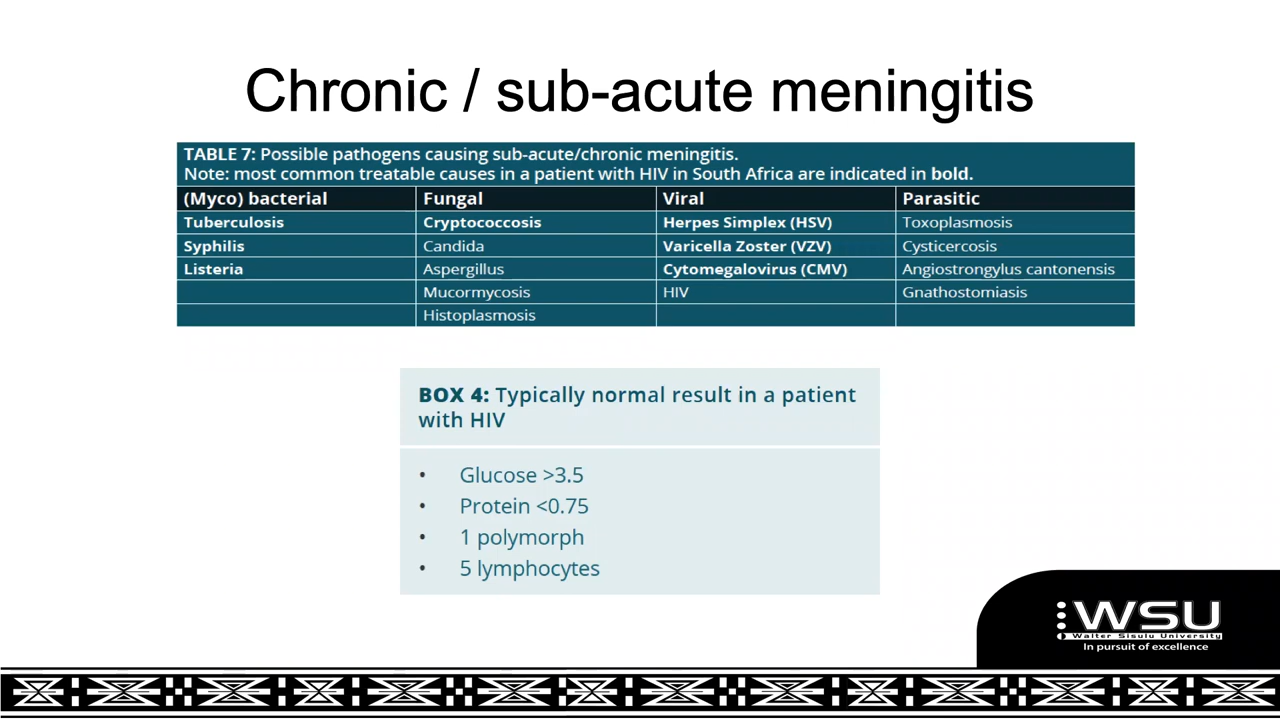 Chronic / sub-acute meningitis
TABLE 7: Possible pathogens causing sub-acute/chronic meningitis.
Note: most common treatable causes in a patient with HIV in South Africa are indicated in bold.
(Myco) bacterial Fungal Viral Parasitic
Tuberculosis Cryptococcosis Herpes Simplex (HSV) Toxoplasmosis
Syphilis Candida Varicella Zoster (VZV) Cysticercosis
Listeria Aspergillus Cytomegalovirus (CMV) Angiostrongylus cantonensis
Mucormycosis HIV Gnathostomiasis
Histoplasmosis
BOX 4: Typically normal result in a patient
with HIV
• Glucose >3.5
• Protein <0.75
• 1 polymorph
• 5 lymphocytes
WSU
Walter Sisulu University
In pursuit of excellence